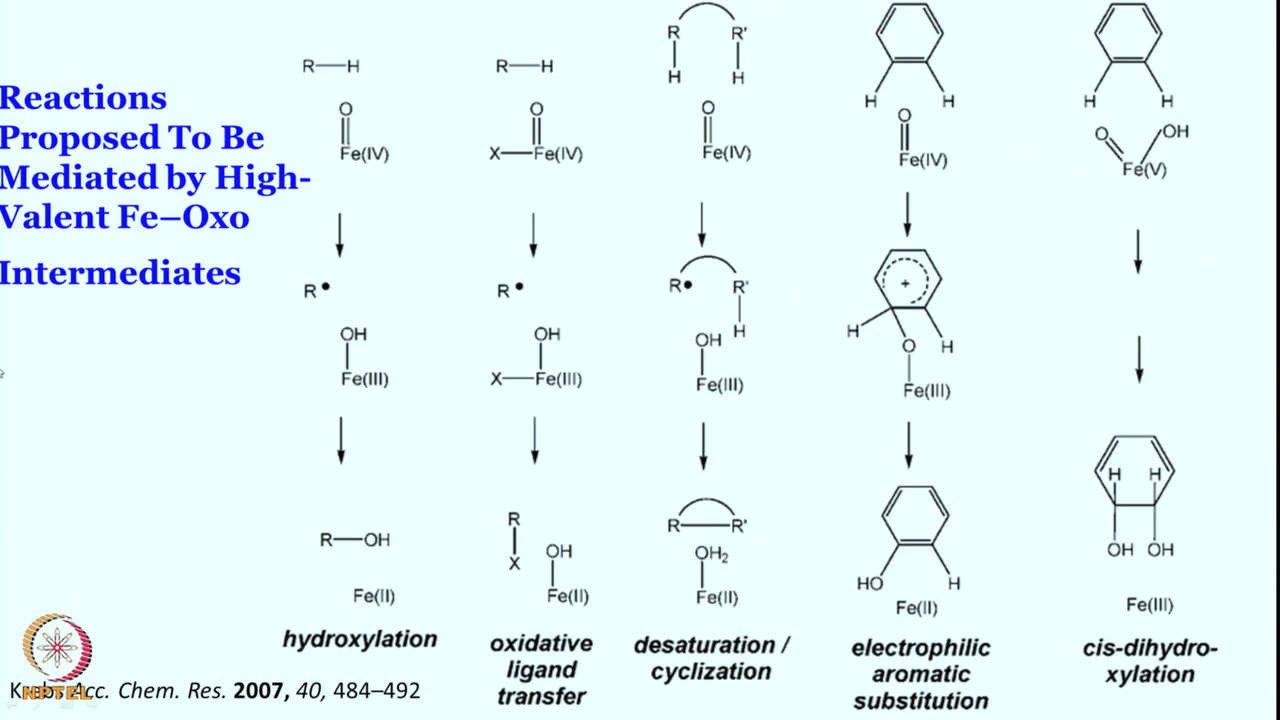 Reactions
Proposed To Be
Mediated by High-
Valent Fe–Oxo
Intermediates
R—H
O
Fe(IV)
R•
OH
Fe(III)
R—OH
Fe(II)
hydroxylation
R—H
O
X—Fe(IV)
R•
OH
X—Fe(III)
R
X
OH
Fe(II)
oxidative
ligand
transfer
R R'
H H
O
Fe(IV)
R• R'
H
OH
Fe(III)
R—R'
OH₂
Fe(II)
desaturation /
cyclization
H H
O
Fe(IV)
+
H O H
Fe(III)
HO H
Fe(II)
electrophilic
aromatic
substitution
H H
O OH
Fe(V)
H H
OH OH
Fe(III)
cis-dihydro-
xylation
Acc. Chem. Res. 2007, 40, 484–492
NPTEL